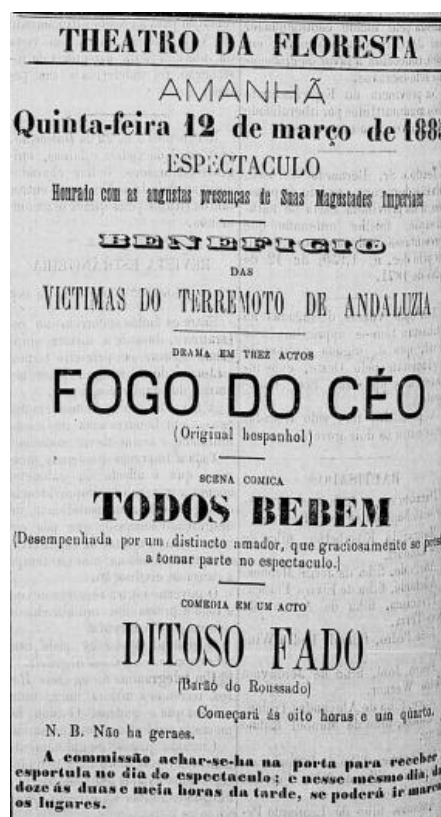 THEATRO DA FLORESTA
AMANHÃ
Quinta-feira 12 de março de 188
ESPECTACULO
Honrado com as augustas presenças de Suas Magestades Imperiaes
BENEFICIO
DAS
VICTIMAS DO TERREMOTO DE ANDALUZIA
DRAMA EM TREZ ACTOS
FOGO DO CÉO
(Original hespanhol)
SCENA COMICA
TODOS BEBEM
(Desempenhada por um distincto amador, que graciosamente se
a tomar parte no espectaculo.)
COMEDIA EM UM ACTO
DITOSO FADO
(Barão do Roussado)
Começará ás oito horas e um quarto.
N. B. Não ha geraes.
A commissão achar-se-ha na porta para receber
esportula no dia do espectaculo; e nesse mesmo dia,
doze ás duas e meia horas da tarde, se poderá ir
os lugares.